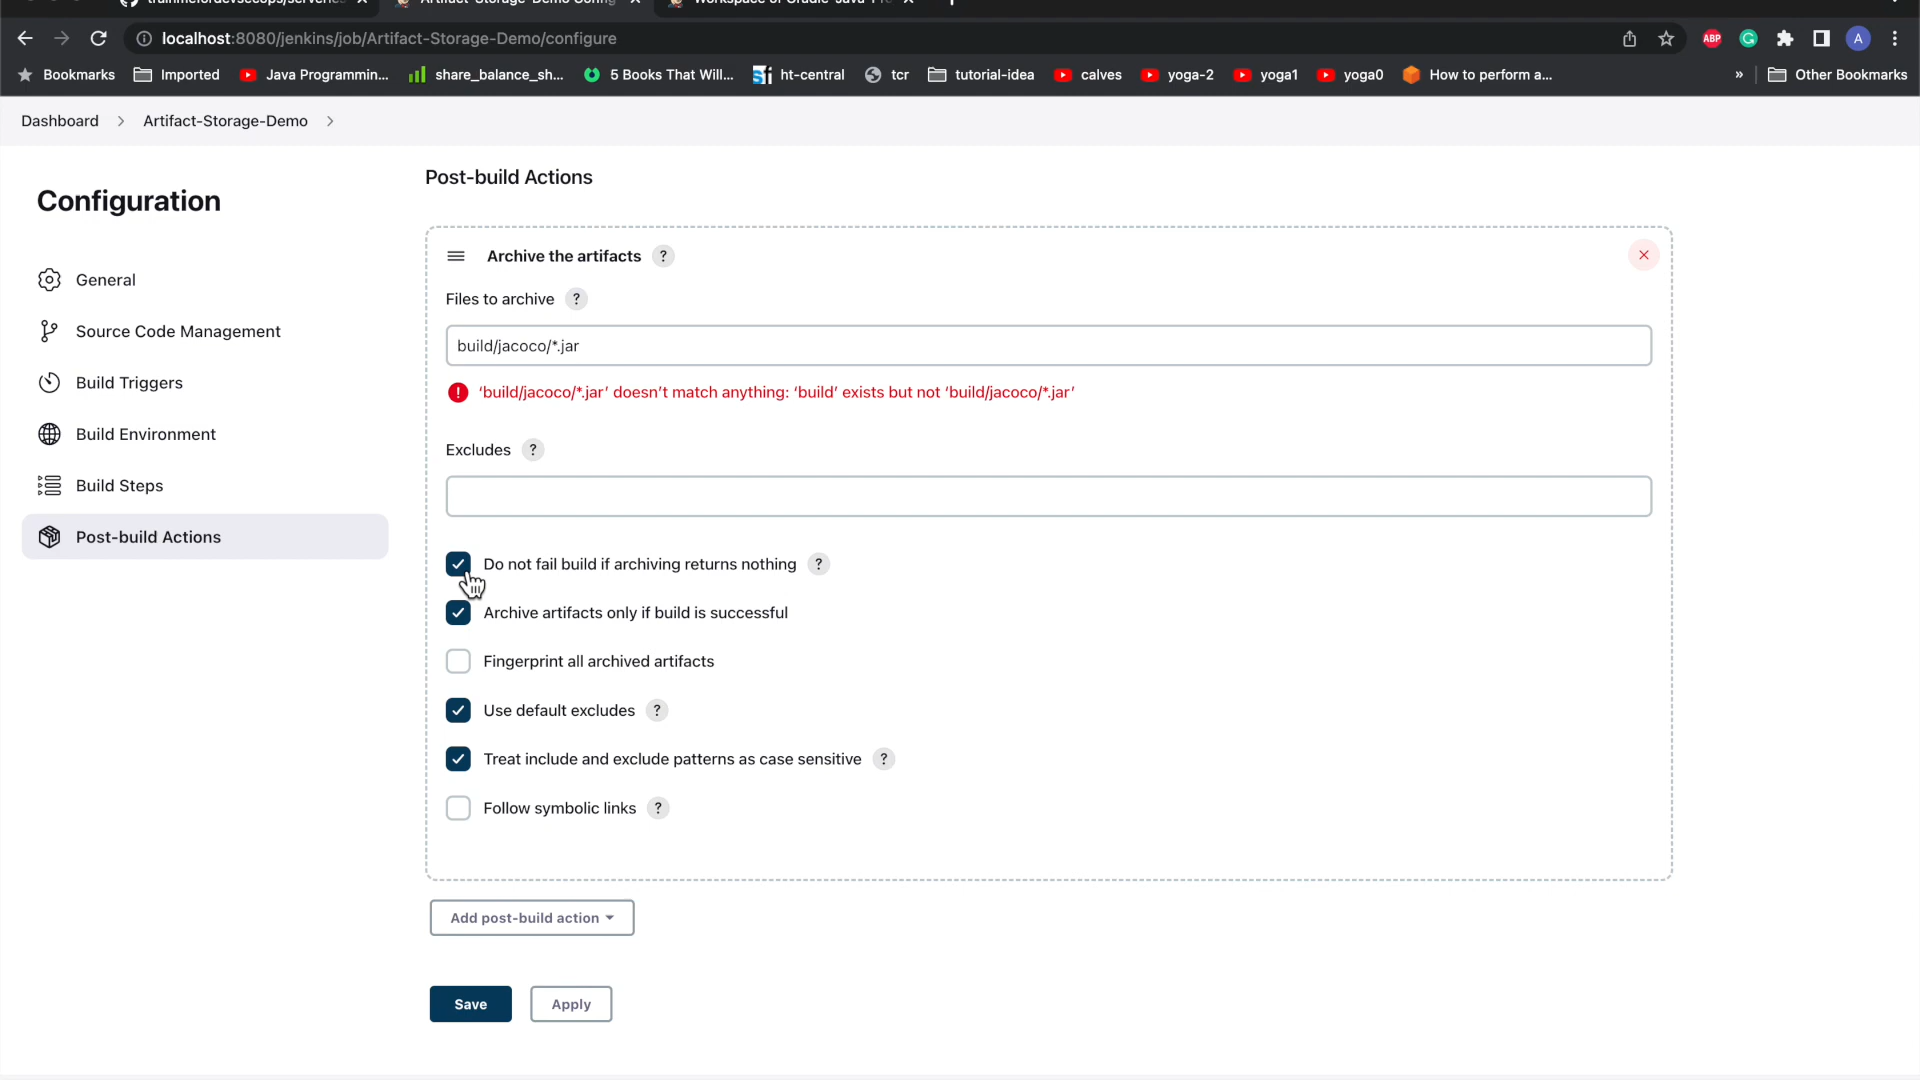 localhost:8080/jenkins/job/Artifact-Storage-Demo/configure
ABP
A
Bookmarks
Imported
Java Programmin...
share_balance_sh...
5 Books That Will...
ht-central
tcr
tutorial-idea
calves
yoga-2
yoga1
yoga0
How to perform a...
»
Other Bookmarks
Dashboard
Artifact-Storage-Demo
Configuration
General
Source Code Management
Build Triggers
Build Environment
Build Steps
Post-build Actions
Post-build Actions
Archive the artifacts ?
Files to archive ?
build/jacoco/*.jar
'build/jacoco/*.jar' doesn't match anything: 'build' exists but not 'build/jacoco/*.jar'
Excludes ?
Do not fail build if archiving returns nothing ?
Archive artifacts only if build is successful
Fingerprint all archived artifacts
Use default excludes ?
Treat include and exclude patterns as case sensitive ?
Follow symbolic links ?
Add post-build action
Save
Apply